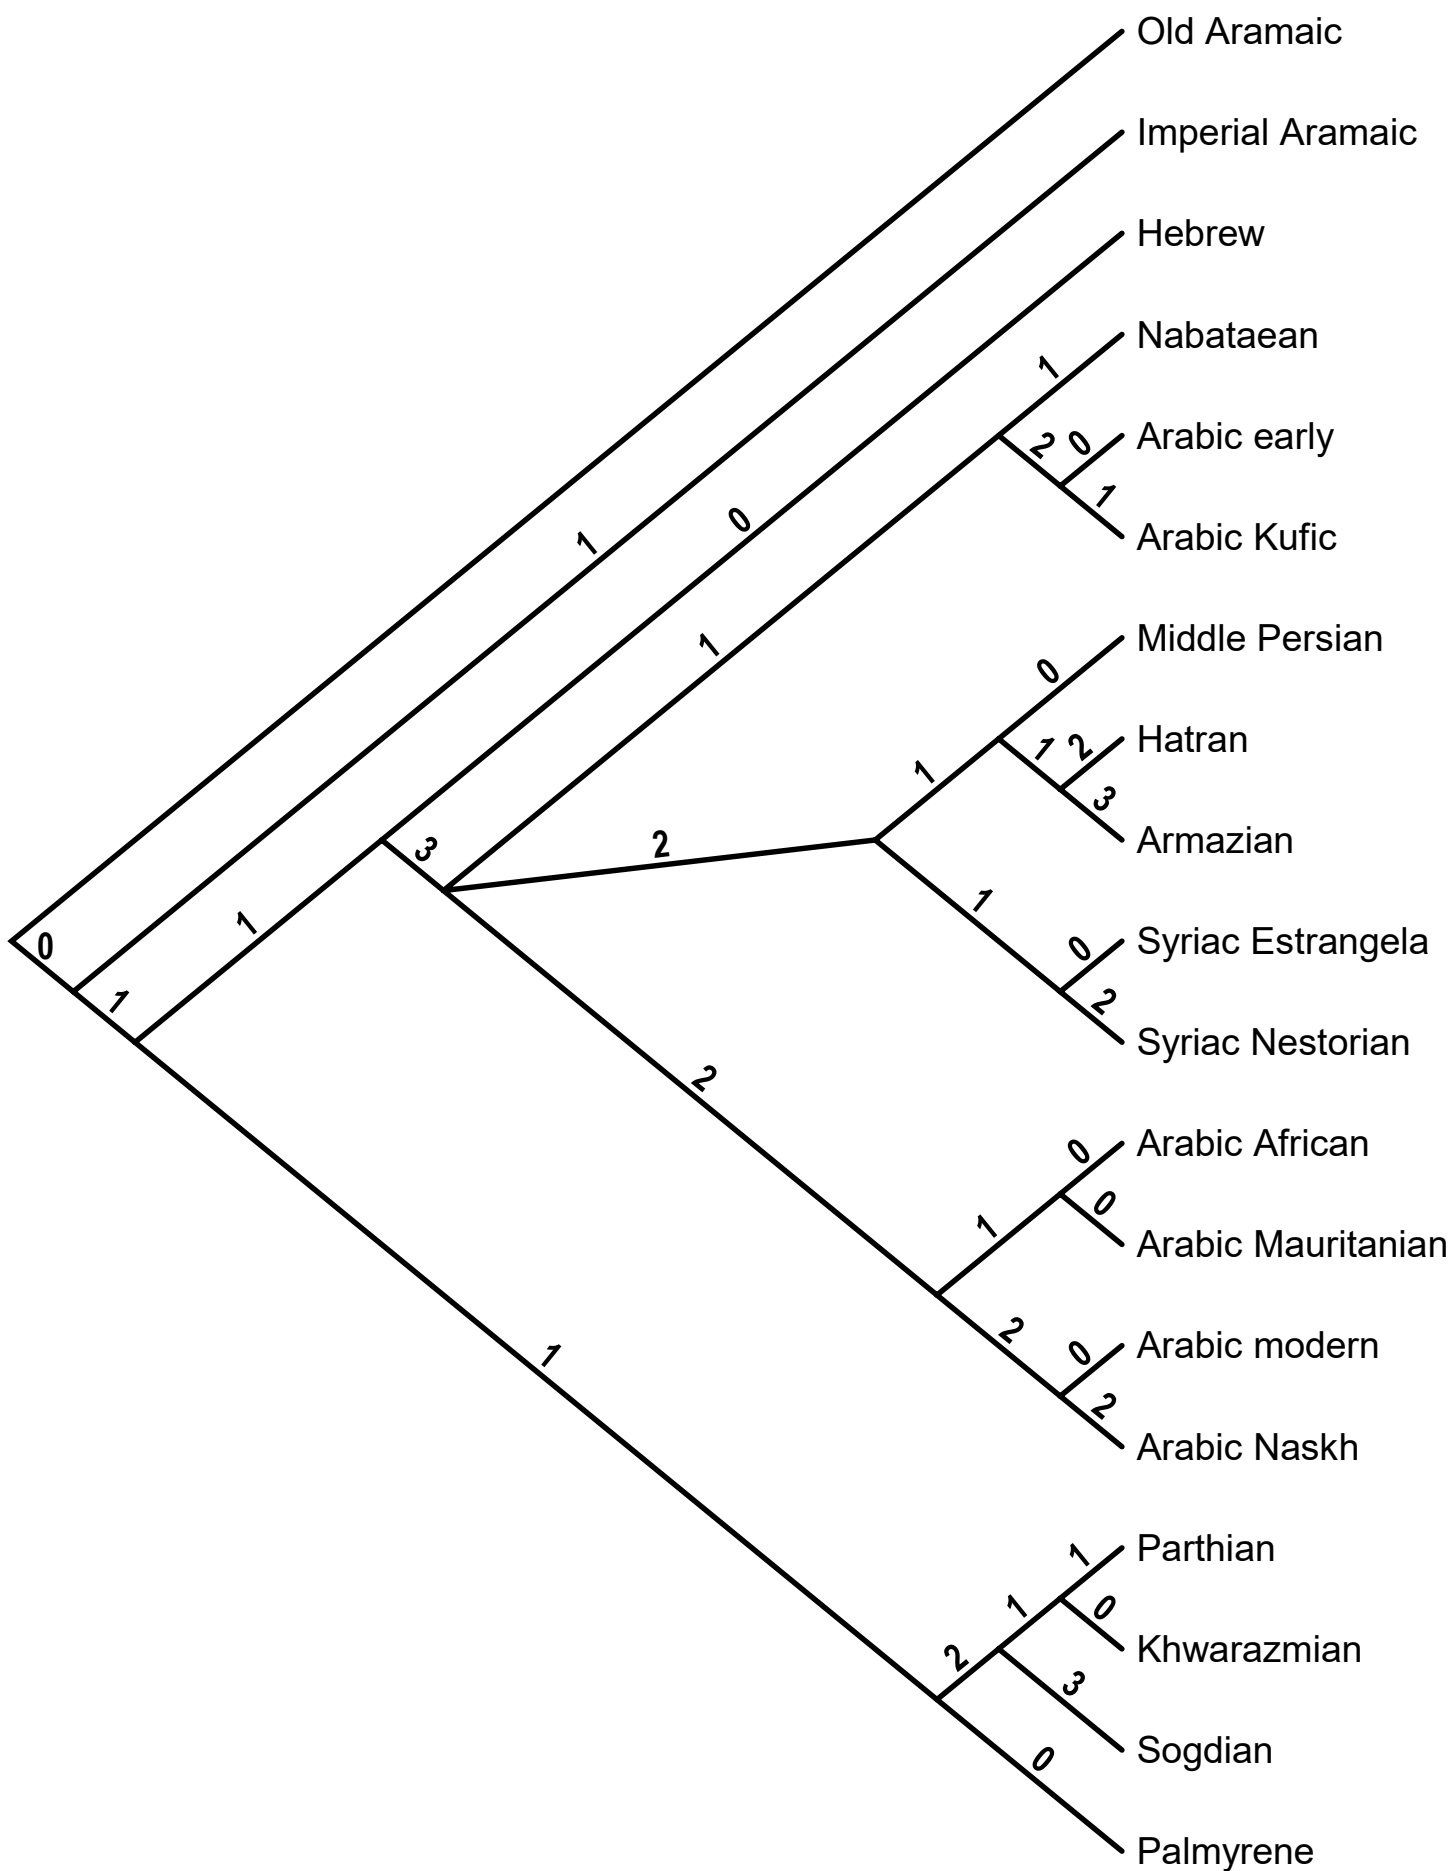 Old Aramaic
Imperial Aramaic
Hebrew
Nabataean
1
Arabic early
2 0
1
Arabic Kufic
1
0
Middle Persian
1
0
Hatran
1 2
1
3
Armazian
2
3
1
Syriac Estrangela
0
1
0
2
1
Syriac Nestorian
2
Arabic African
0
0
1
Arabic Mauritanian
2
0
Arabic modern
1
2
Arabic Naskh
Parthian
1
1
0
Khwarazmian
2
3
Sogdian
0
Palmyrene